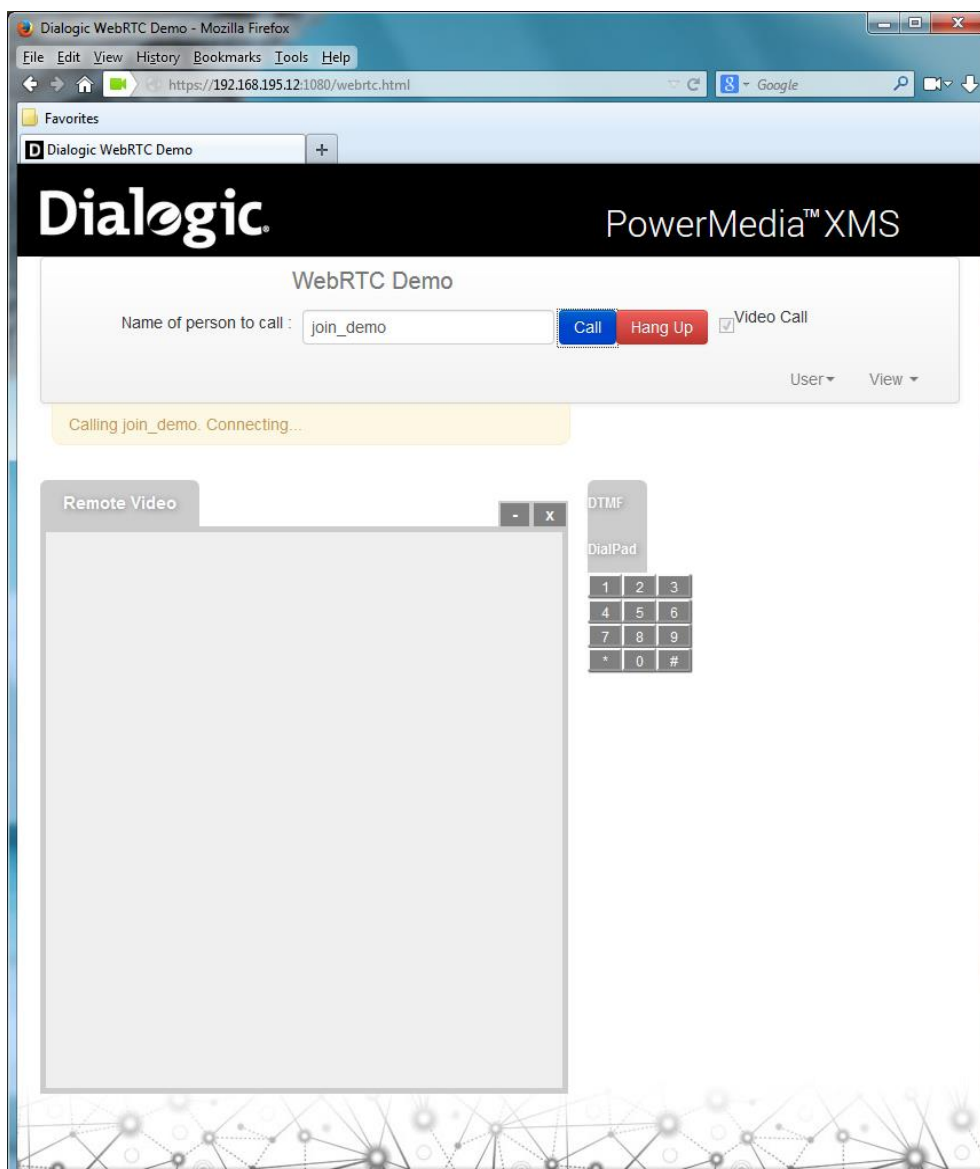 Dialogic WebRTC Demo - Mozilla Firefox
File Edit View History Bookmarks Tools Help
https://192.168.195.12:1080/webrtc.html
8 Google
Favorites
D Dialogic WebRTC Demo +
Dialogic®
PowerMedia™ XMS
WebRTC Demo
Name of person to call : join_demo Call Hang Up Video Call
User View
Calling join_demo. Connecting...
Remote Video
- x
DTMF
DialPad
1 2 3
4 5 6
7 8 9
* 0 #